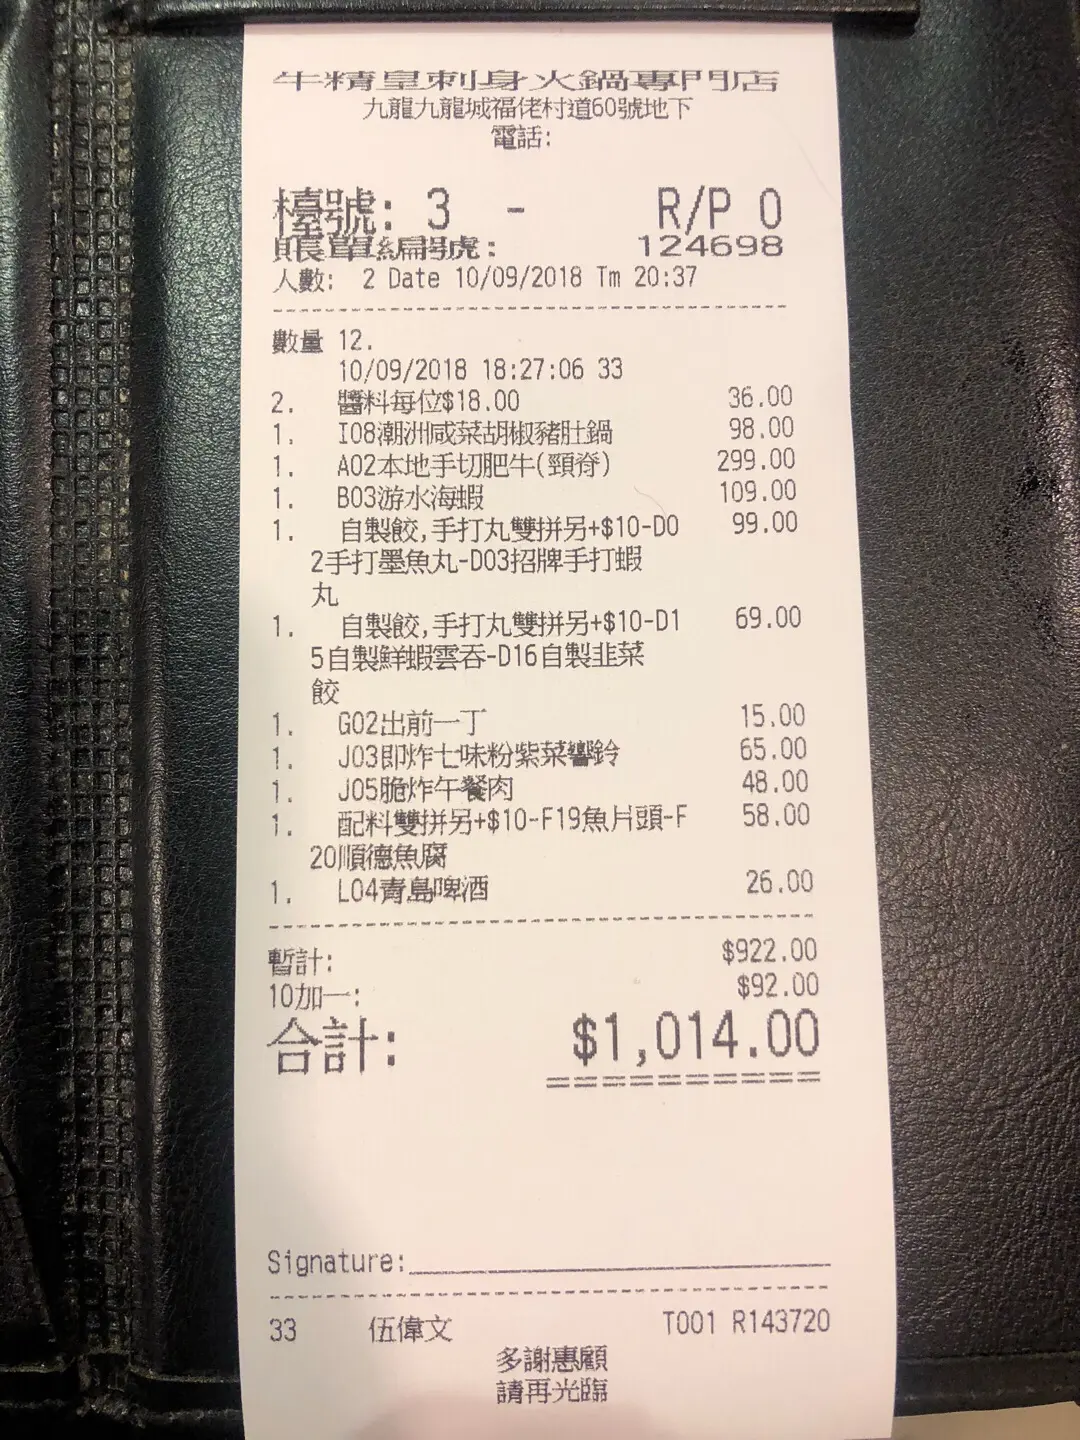 牛精皇刺身火鍋專門店
九龍九龍城福佬村道60號地下
電話:
檯號: 3 - R/P 0
賬單編號: 124698
人數: 2 Date 10/09/2018 Tm 20:37
數量 12.
10/09/2018 18:27:06 33
2. 醬料每位$18.00 36.00
1. I08潮洲咸菜胡椒豬肚鍋 98.00
1. A02本地手切肥牛(頸脊) 299.00
1. B03游水海蝦 109.00
1. 自製餃,手打丸雙拼另+$10-D0 99.00
2手打墨魚丸-D03招牌手打蝦
丸
1. 自製餃,手打丸雙拼另+$10-D1 69.00
5自製鮮蝦雲吞-D16自製韭菜
餃
1. G02出前一丁 15.00
1. J03即炸七味粉紫菜響鈴 65.00
1. J05脆炸午餐肉 48.00
1. 配料雙拼另+$10-F19魚片頭-F 58.00
20順德魚腐
1. L04青島啤酒 26.00
暫計: $922.00
10加一: $92.00
合計: $1,014.00
Signature:
33 伍偉文 T001 R143720
多謝惠顧
請再光臨